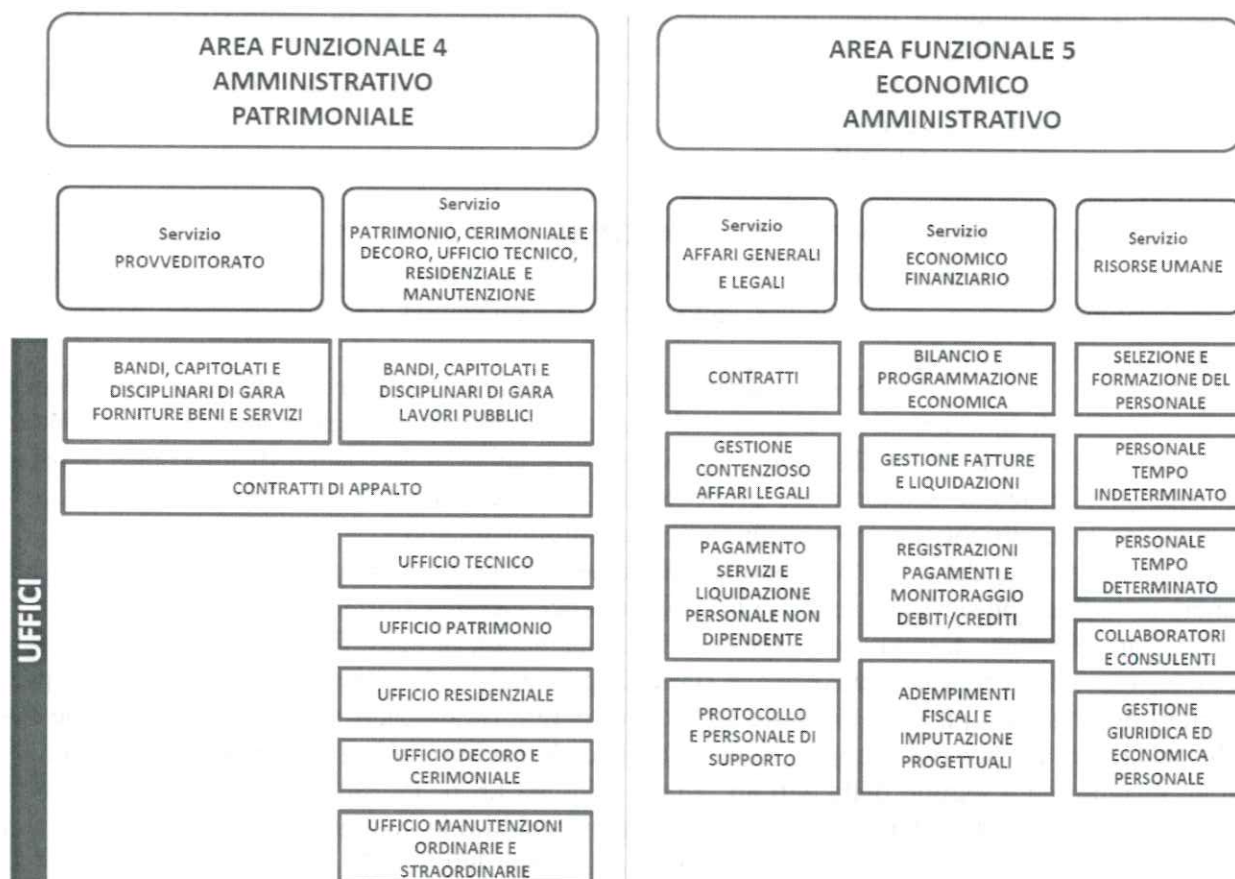 AREA FUNZIONALE 4
AMMINISTRATIVO
PATRIMONIALE
Servizio
PROVVEDITORATO
Servizio
PATRIMONIO, CERIMONIALE E
DECORO, UFFICIO TECNICO,
RESIDENZIALE E
MANUTENZIONE
UFFICI
BANDI, CAPITOLATI E
DISCIPLINARI DI GARA
FORNITURE BENI E SERVIZI
BANDI, CAPITOLATI E
DISCIPLINARI DI GARA
LAVORI PUBBLICI
CONTRATTI DI APPALTO
UFFICIO TECNICO
UFFICIO PATRIMONIO
UFFICIO RESIDENZIALE
UFFICIO DECORO E
CERIMONIALE
UFFICIO MANUTENZIONI
ORDINARIE E
STRAORDINARIE
AREA FUNZIONALE 5
ECONOMICO
AMMINISTRATIVO
Servizio
AFFARI GENERALI
E LEGALI
Servizio
ECONOMICO
FINANZIARIO
Servizio
RISORSE UMANE
CONTRATTI
GESTIONE
CONTENZIOSO
AFFARI LEGALI
PAGAMENTO
SERVIZI E
LIQUIDAZIONE
PERSONALE NON
DIPENDENTE
PROTOCOLLO
E PERSONALE DI
SUPPORTO
BILANCIO E
PROGRAMMAZIONE
ECONOMICA
GESTIONE FATTURE
E LIQUIDAZIONI
REGISTRAZIONI
PAGAMENTI E
MONITORAGGIO
DEBITI/CREDITI
ADEMPIMENTI
FISCALI E
IMPUTAZIONE
PROGETTUALI
SELEZIONE E
FORMAZIONE DEL
PERSONALE
PERSONALE
TEMPO
INDETERMINATO
PERSONALE
TEMPO
DETERMINATO
COLLABORATORI
E CONSULENTI
GESTIONE
GIURIDICA ED
ECONOMICA
PERSONALE